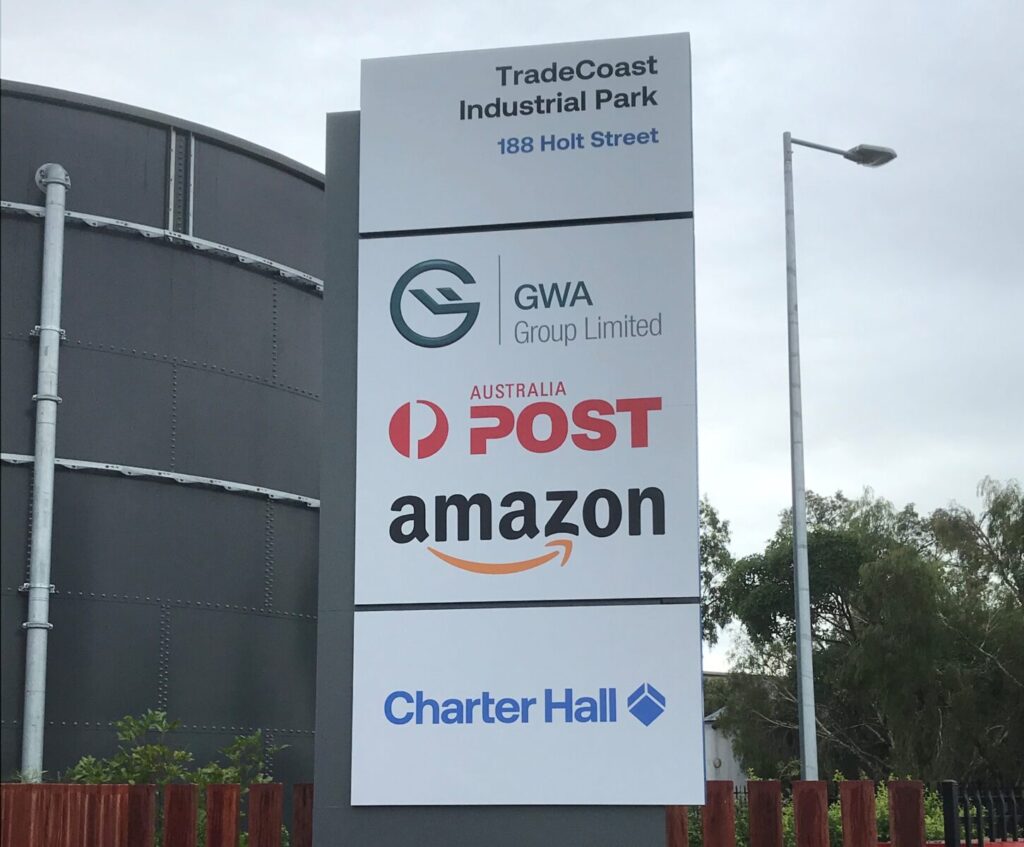 TradeCoast
Industrial Park
188 Holt Street
GWA
Group Limited
AUSTRALIA
POST
amazon
Charter Hall